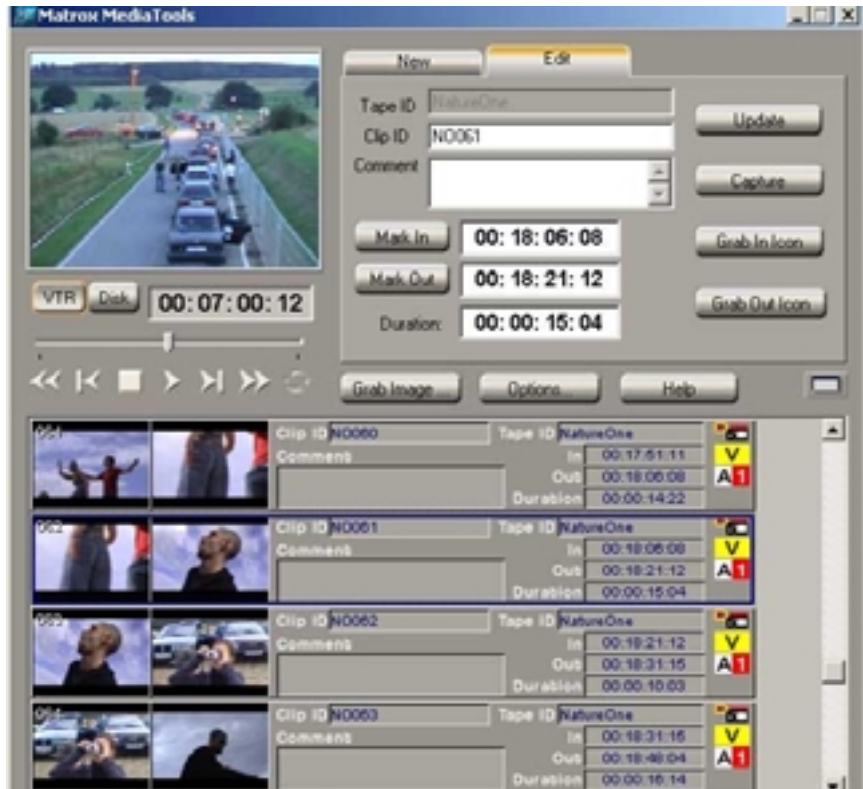 Matrox MediaTools
New
Edit
Tape ID NatureOne
Clip ID NO061
Comment
Update
Capture
Mark In 00: 18: 06: 08
Grab In Icon
Mark Out 00: 18: 21: 12
Grab Out Icon
Duration: 00: 00: 15: 04
VTR Disk 00:07:00:12
Grab Image ... Options... Help
061 Clip ID NO060 Tape ID NatureOne
Comment In 00:17:51:11 V
Out 00:18:06:08 A 1
Duration 00:00:14:22
062 Clip ID NO061 Tape ID NatureOne
Comment In 00:18:06:08 V
Out 00:18:21:12 A 1
Duration 00:00:15:04
063 Clip ID NO062 Tape ID NatureOne
Comment In 00:18:21:12 V
Out 00:18:31:15 A 1
Duration 00:00:10:03
064 Clip ID NO063 Tape ID NatureOne
Comment In 00:18:31:15 V
Out 00:18:48:04 A 1
Duration 00:00:16:14